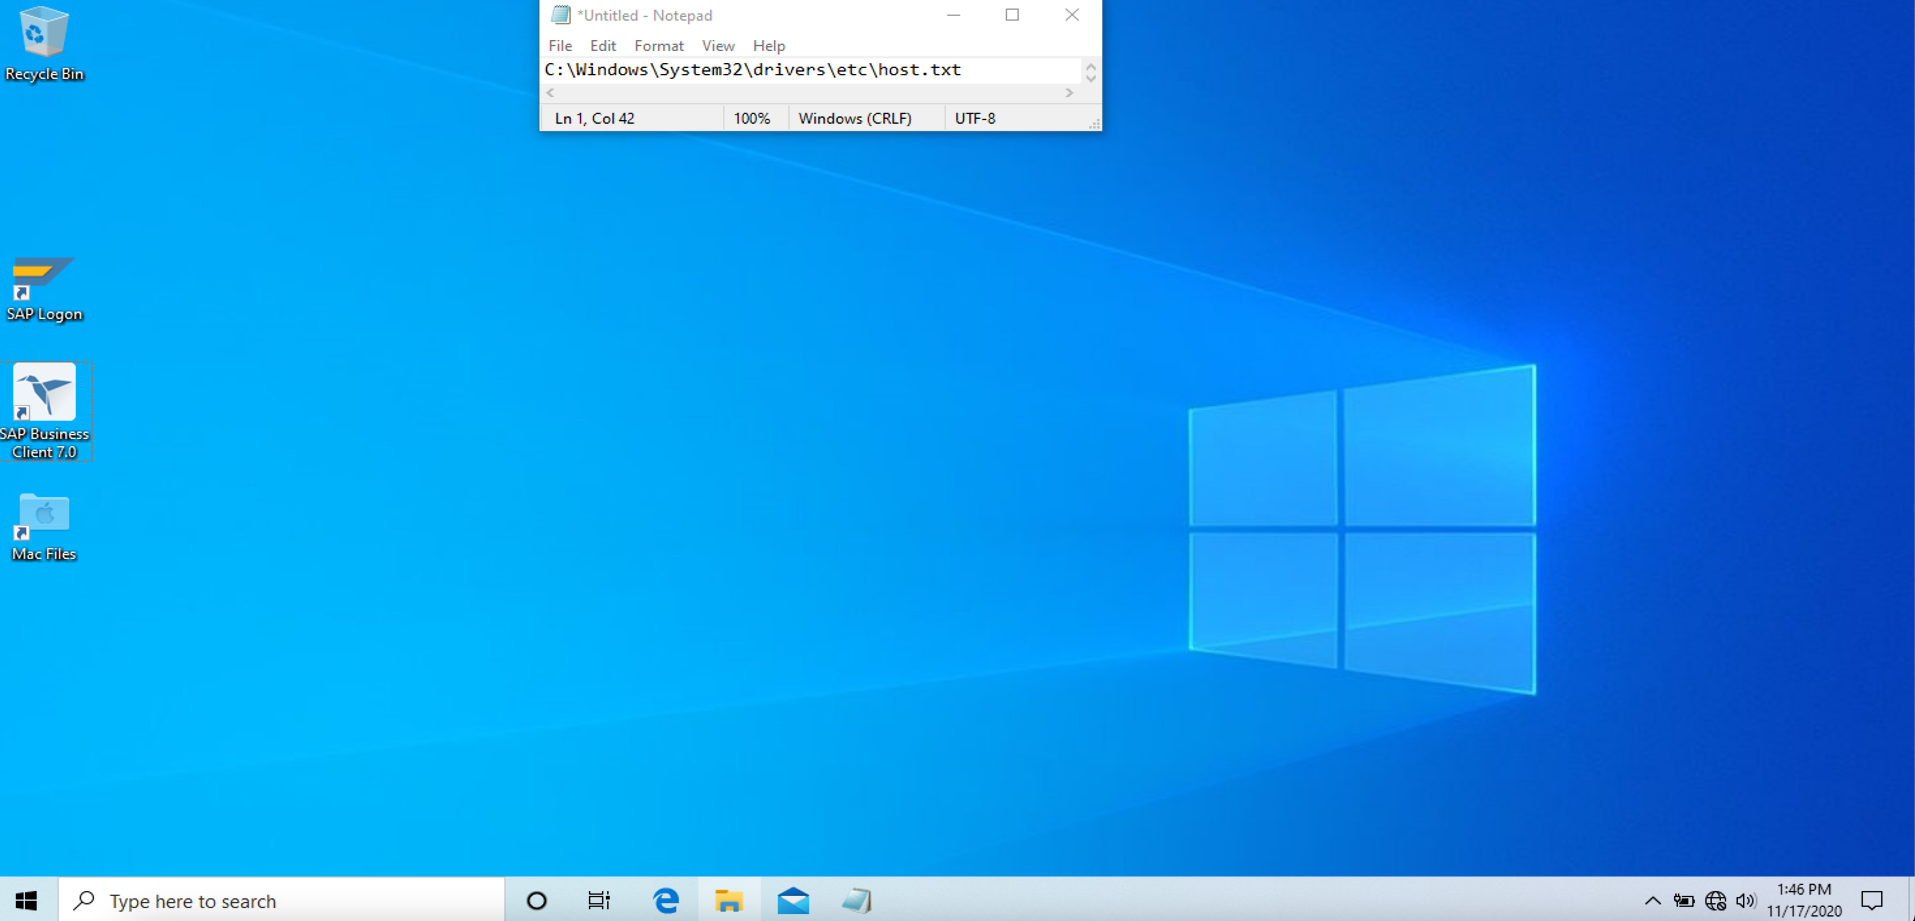 *Untitled - Notepad
File Edit Format View Help
C:\Windows\System32\drivers\etc\host.txt
Ln 1, Col 42 100% Windows (CRLF) UTF-8
Recycle Bin
SAP Logon
SAP Business
Client 7.0
Mac Files
Type here to search
1:46 PM
11/17/2020